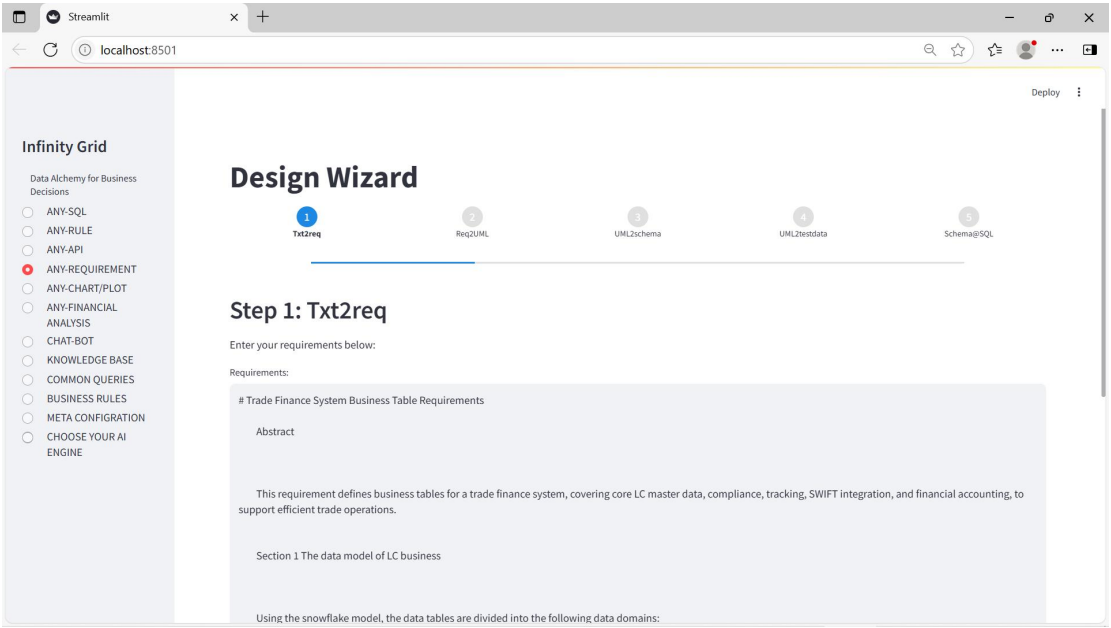 Streamlit
localhost:8501
Deploy
Infinity Grid
Data Alchemy for Business
Decisions
ANY-SQL
ANY-RULE
ANY-API
ANY-REQUIREMENT
ANY-CHART/PLOT
ANY-FINANCIAL
ANALYSIS
CHAT-BOT
KNOWLEDGE BASE
COMMON QUERIES
BUSINESS RULES
META CONFIGRATION
CHOOSE YOUR AI
ENGINE
Design Wizard
1 2 3 4 5
Txt2req Req2UML UML2schema UML2testdata Schema@SQL
Step 1: Txt2req
Enter your requirements below:
Requirements:
# Trade Finance System Business Table Requirements
Abstract
This requirement defines business tables for a trade finance system, covering core LC master data, compliance, tracking, SWIFT integration, and financial accounting, to
support efficient trade operations.
Section 1 The data model of LC business
Using the snowflake model, the data tables are divided into the following data domains: